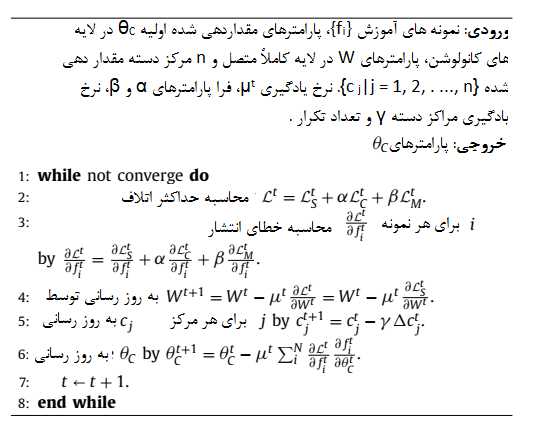 ورودی: نمونه های آموزش {fᵢ}، پارامترهای مقداردهی شده اولیه θC در لایه
های کانولوشن، پارامترهای W در لایه کاملاً متصل و n مرکز دسته مقدار دهی
شده {c j | j = 1, 2, . …, n}. نرخ یادگیری μᵗ، فرا پارامترهای α و β، نرخ
یادگیری مراکز دسته γ و تعداد تکرار .
خروجی: پارامترهای θ_C
1: while not converge do
2: محاسبه حداکثر اتلاف $\mathcal{L}^t = \mathcal{L}_S^t + \alpha \mathcal{L}_C^t + \beta \mathcal{L}_M^t$.
3: محاسبه خطای انتشار $\frac{\partial \mathcal{L}^t}{\partial f_i^t}$ برای هر نمونه i
by $\frac{\partial \mathcal{L}^t}{\partial f_i^t} = \frac{\partial \mathcal{L}_S^t}{\partial f_i^t} + \alpha \frac{\partial \mathcal{L}_C^t}{\partial f_i^t} + \beta \frac{\partial \mathcal{L}_M^t}{\partial f_i^t}$.
4: به روز رسانی توسط $W^{t+1} = W^t - \mu^t \frac{\partial \mathcal{L}^t}{\partial W^t} = W^t - \mu^t \frac{\partial \mathcal{L}_S^t}{\partial W^t}$.
5: به روز رسانی $c_j$ برای هر مرکز j by $c_j^{t+1} = c_j^t - \gamma \Delta c_j^t$.
6: به روز رسانی: $\theta_C$ by $\theta_C^{t+1} = \theta_C^t - \mu^t \sum_i^N \frac{\partial \mathcal{L}^t}{\partial f_i^t} \frac{\partial f_i^t}{\partial \theta_C^t}$.
7: t ← t + 1.
8: end while